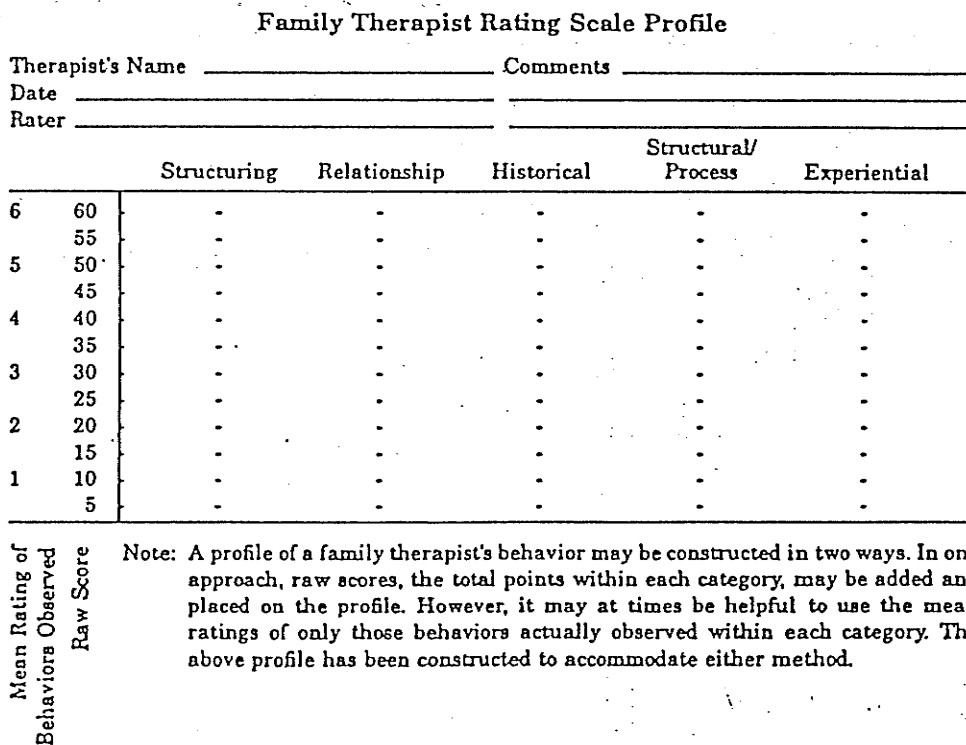 Family Therapist Rating Scale Profile
Therapist's Name Comments
Date
Rater
Structuring Relationship Historical Structural/ Process Experiential
6 60
55
5 50
45
4 40
35
3 30
25
2 20
15
1 10
5
Mean Rating of
Behaviors Observed
Raw Score
Note: A profile of a family therapist's behavior may be constructed in two ways. In on
approach, raw scores, the total points within each category, may be added an
placed on the profile. However, it may at times be helpful to use the mea
ratings of only those behaviors actually observed within each category. Th
above profile has been constructed to accommodate either method.